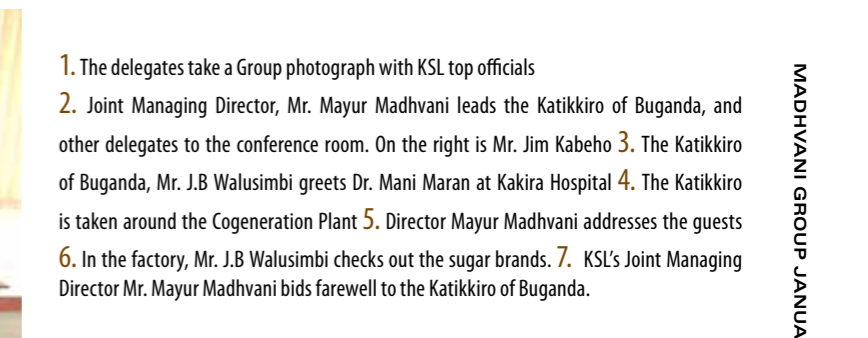 1. The delegates take a Group photograph with KSL top officials
2. Joint Managing Director, Mr. Mayur Madhvani leads the Katikkiro of Buganda, and
other delegates to the conference room. On the right is Mr. Jim Kabeho 3. The Katikkiro
of Buganda, Mr. J.B Walusimbi greets Dr. Mani Maran at Kakira Hospital 4. The Katikkiro
is taken around the Cogeneration Plant 5. Director Mayur Madhvani addresses the guests
6. In the factory, Mr. J.B Walusimbi checks out the sugar brands. 7. KSL's Joint Managing
Director Mr. Mayur Madhvani bids farewell to the Katikkiro of Buganda.
MADHVANI GROUP JANUA